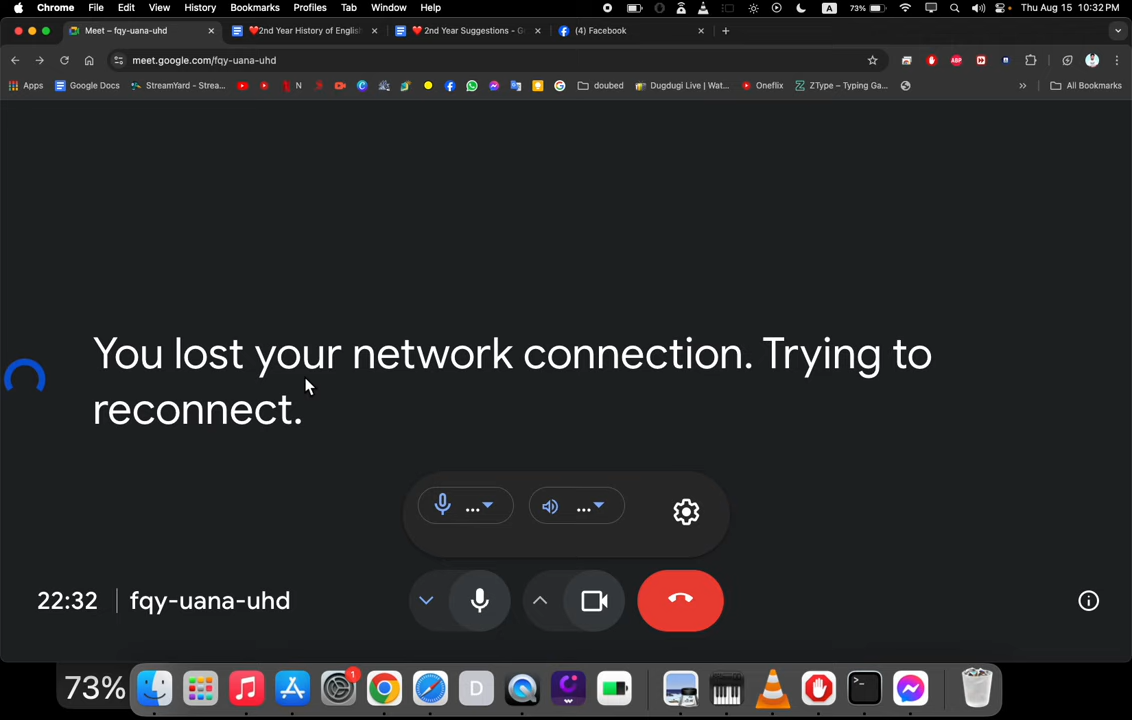 Chrome File Edit View History Bookmarks Profiles Tab Window Help A 73% Thu Aug 15 10:32 PM
Meet – fqy-uana-uhd ❤️2nd Year History of English ❤️ 2nd Year Suggestions - G (4) Facebook
meet.google.com/fqy-uana-uhd ABP
Apps Google Docs StreamYard - Strea... N doubed Dugdugi Live | Wat... Oneflix ZType – Typing Ga... » All Bookmarks
You lost your network connection. Trying to
reconnect.
... ...
22:32 | fqy-uana-uhd
73% 1 D